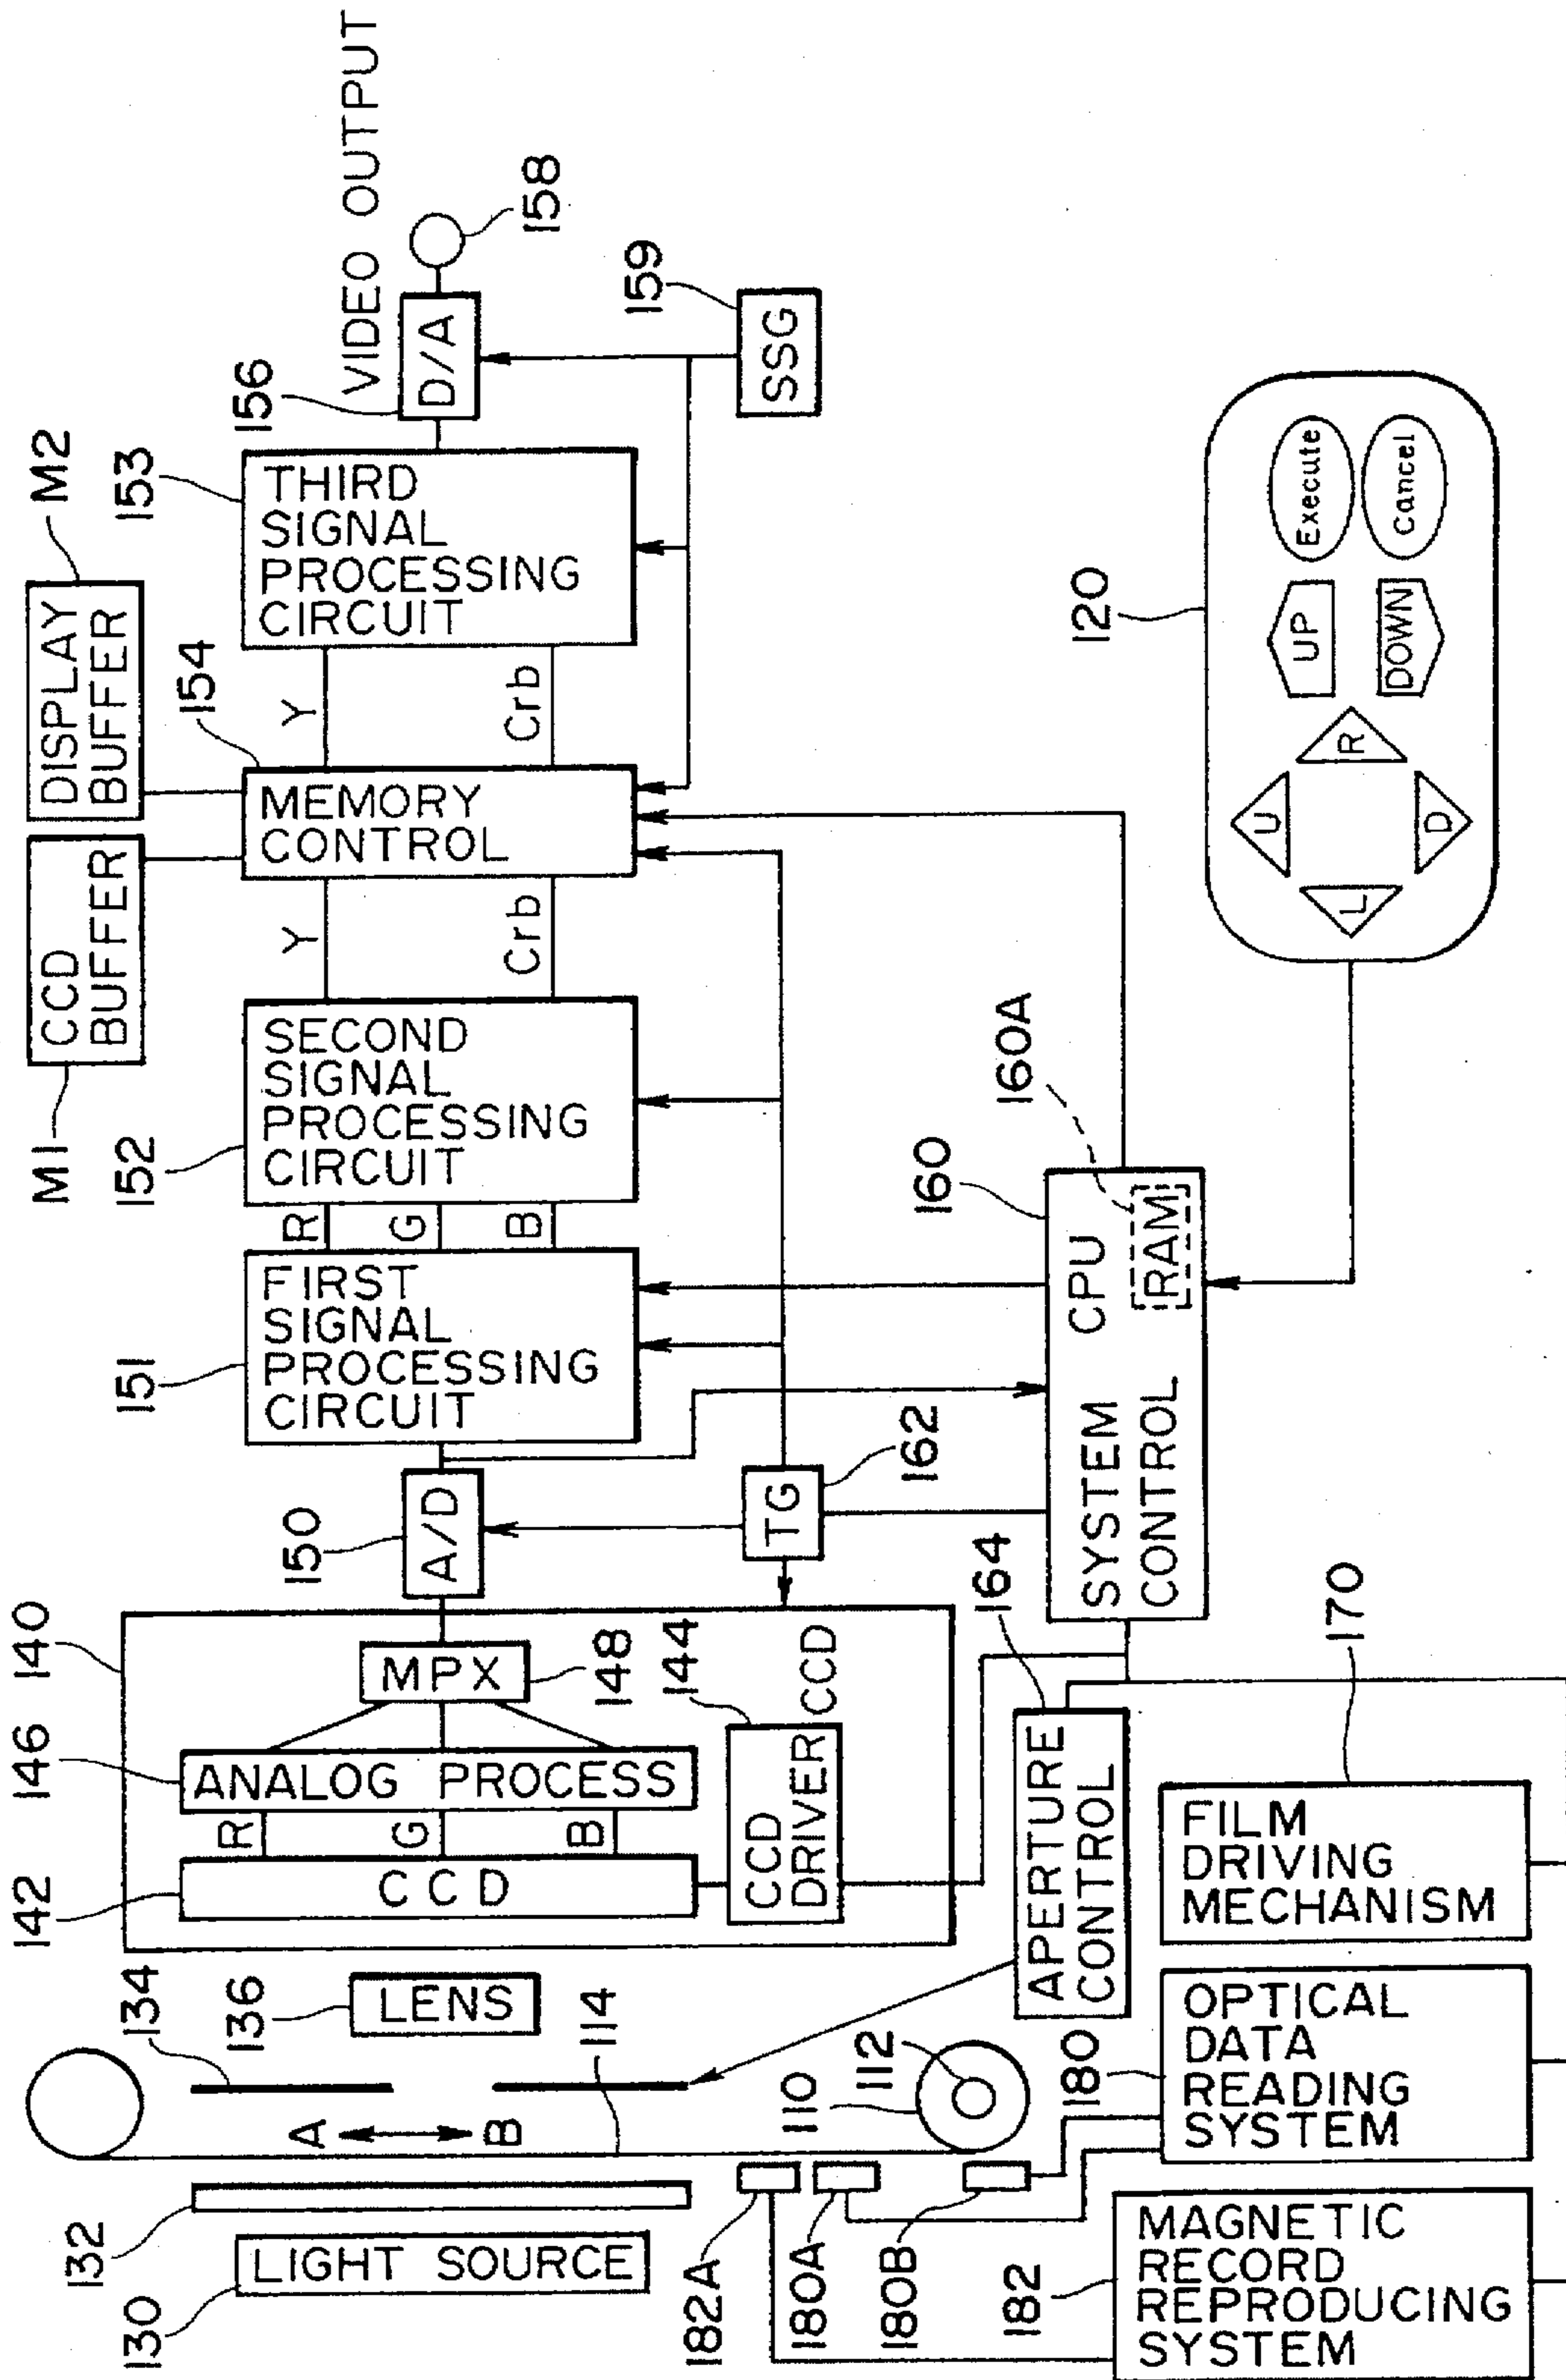 M1
CCD
BUFFER
DISPLAY
BUFFER
M2
140
142
146
150
151
152
154
153
156
VIDEO OUTPUT
134
136
LENS
CCD
R
G
B
ANALOG PROCESS
MPX
148
A/D
FIRST
SIGNAL
PROCESSING
CIRCUIT
R
G
B
SECOND
SIGNAL
PROCESSING
CIRCUIT
Y
Crb
MEMORY
CONTROL
Y
Crb
THIRD
SIGNAL
PROCESSING
CIRCUIT
D/A
158
159
SSG
132
130
LIGHT SOURCE
A
B
114
CCD
DRIVER
144
CCD
TG
162
164
APERTURE
CONTROL
160
160A
SYSTEM
CONTROL
CPU
RAM
120
L
U
D
R
UP
DOWN
Execute
Cancel
182A
180A
180B
110
112
182
MAGNETIC
RECORD
REPRODUCING
SYSTEM
180
OPTICAL
DATA
READING
SYSTEM
170
FILM
DRIVING
MECHANISM